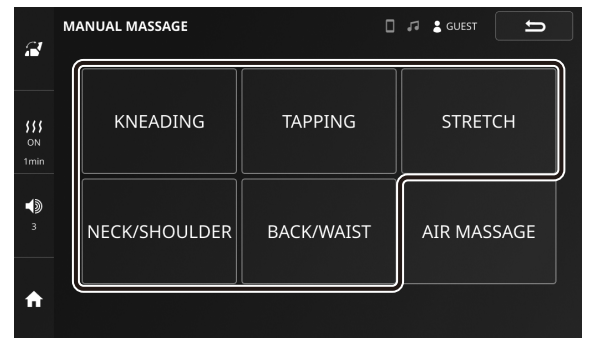 MANUAL MASSAGE
GUEST
KNEADING
TAPPING
STRETCH
ON
1min
3
NECK/SHOULDER
BACK/WAIST
AIR MASSAGE